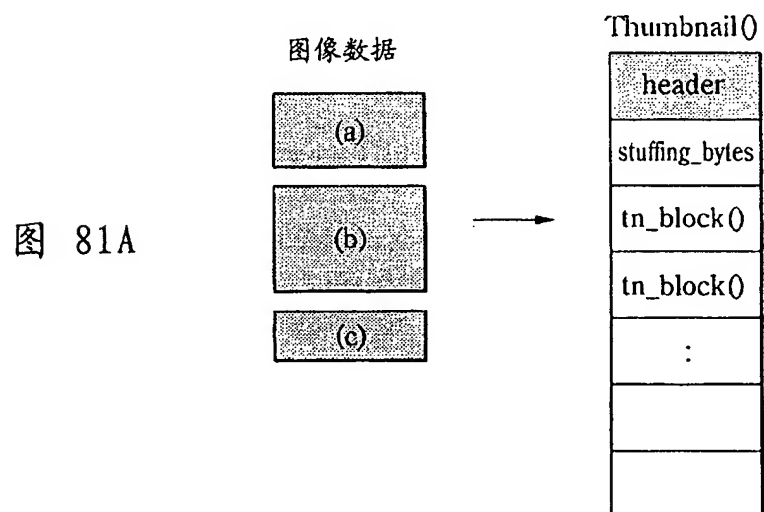 图 81A
图像数据
(a)
(b)
(c)
Thumbnail()
header
stuffing_bytes
tn_block()
tn_block()
: